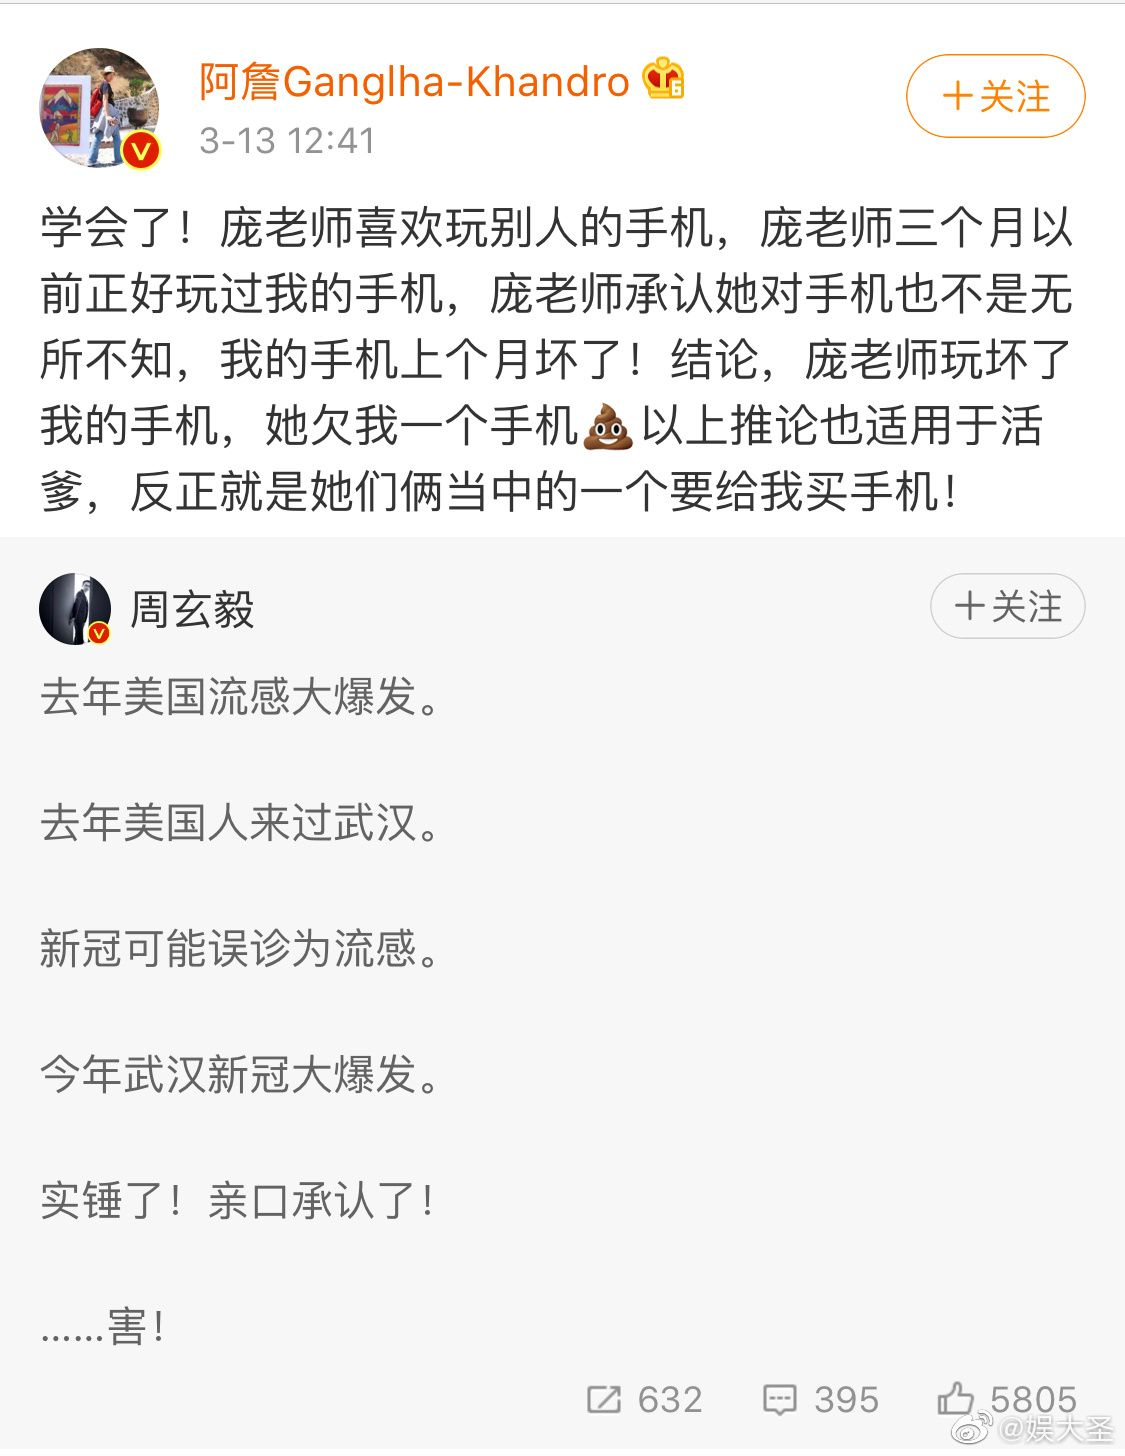 阿詹Ganglha-Khandro
3-13 12:41
+关注
学会了！庞老师喜欢玩别人的手机，庞老师三个月以
前正好玩过我的手机，庞老师承认她对手机也不是无
所不知，我的手机上个月坏了！结论，庞老师玩坏了
我的手机，她欠我一个手机💩以上推论也适用于活
爹，反正就是她们俩当中的一个要给我买手机！
周玄毅
+关注
去年美国流感大爆发。
去年美国人来过武汉。
新冠可能误诊为流感。
今年武汉新冠大爆发。
实锤了！亲口承认了！
……害！
632 395 5805
@娱大圣